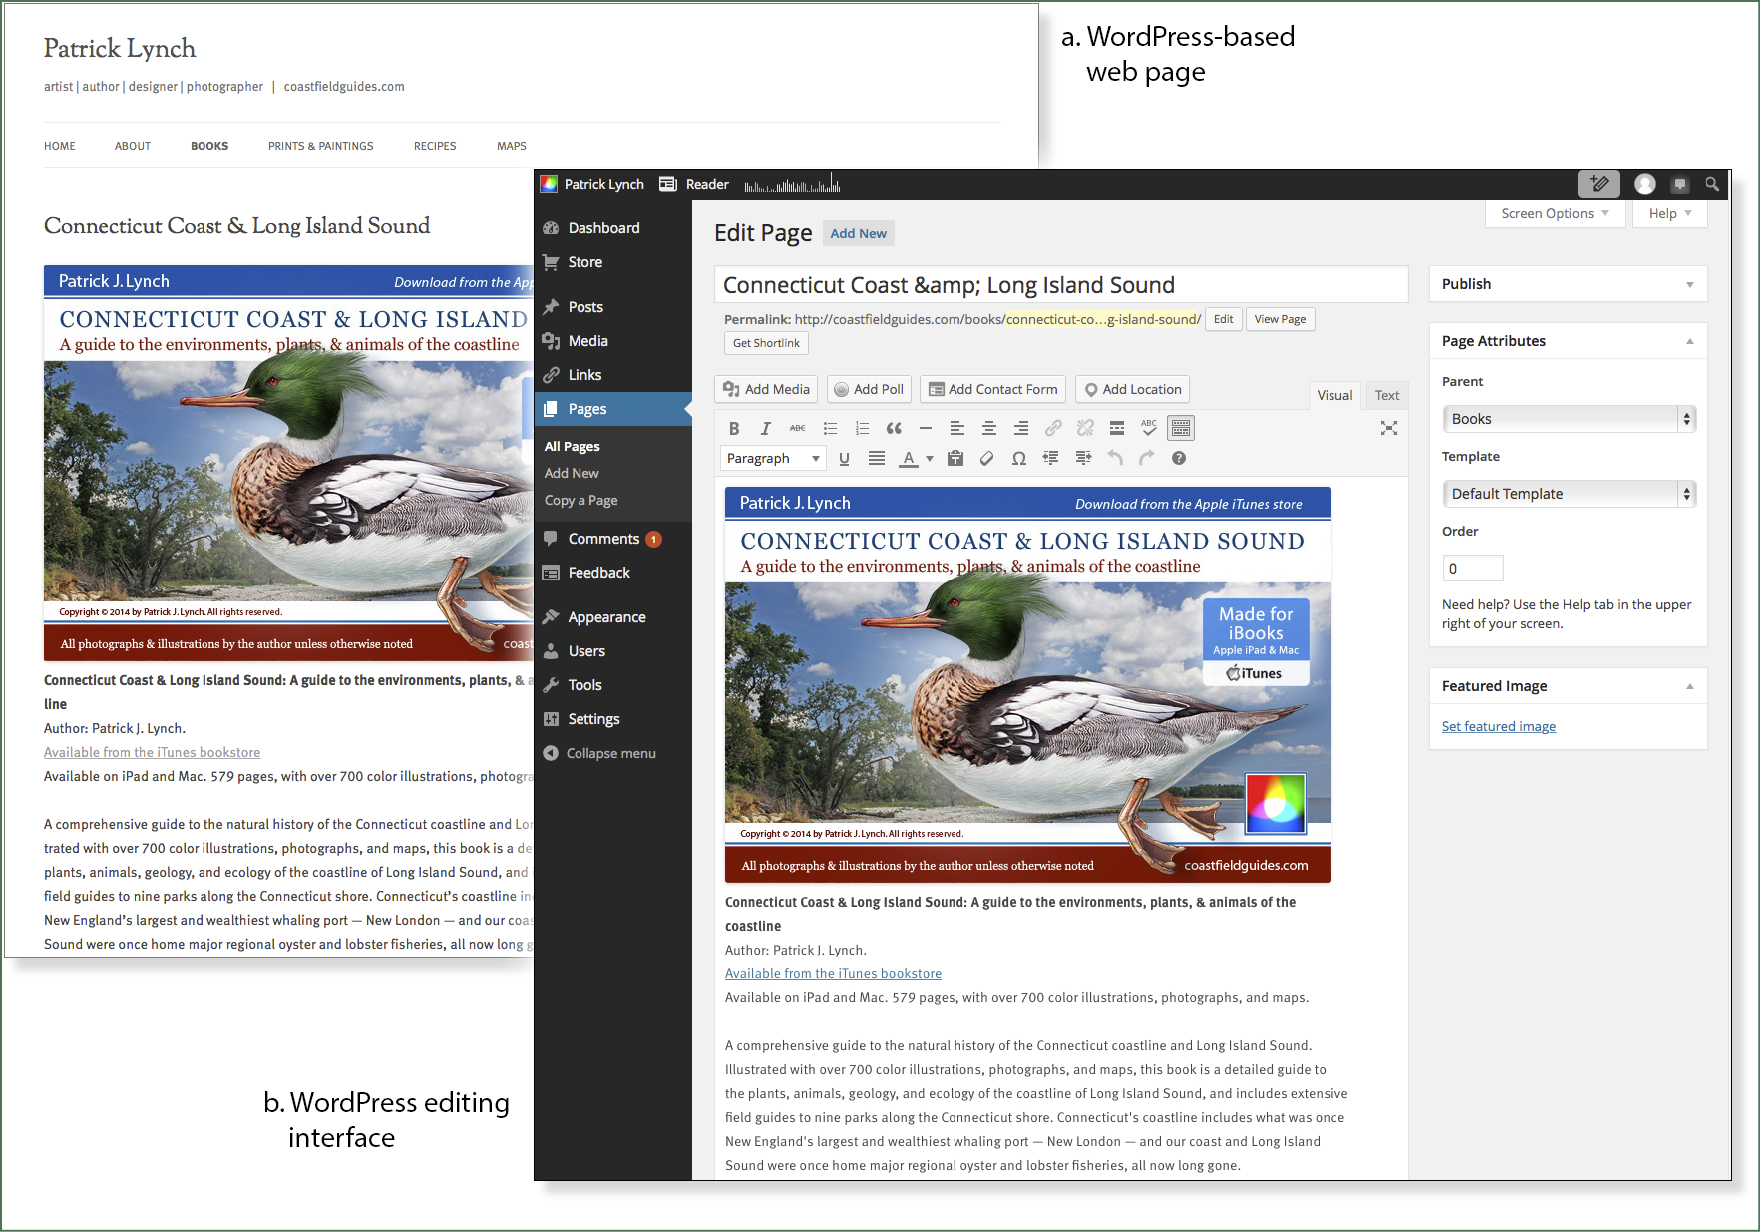 Patrick Lynch
artist | author | designer | photographer | coastfieldguides.com
HOME ABOUT BOOKS PRINTS & PAINTINGS RECIPES MAPS
Connecticut Coast & Long Island Sound
Patrick J. Lynch Download from the Ap
CONNECTICUT COAST & LONG ISLAND
A guide to the environments, plants, & animals of the coastline
Copyright © 2014 by Patrick J. Lynch. All rights reserved.
All photographs & illustrations by the author unless otherwise noted coast
Connecticut Coast & Long Island Sound: A guide to the environments, plants, & a
line
Author: Patrick J. Lynch.
Available from the iTunes bookstore
Available on iPad and Mac. 579 pages, with over 700 color illustrations, photogra
A comprehensive guide to the natural history of the Connecticut coastline and Lon
trated with over 700 color illustrations, photographs, and maps, this book is a de
plants, animals, geology, and ecology of the coastline of Long Island Sound, and i
field guides to nine parks along the Connecticut shore. Connecticut's coastline in
New England's largest and wealthiest whaling port — New London — and our coas
Sound were once home major regional oyster and lobster fisheries, all now long g
a. WordPress-based
web page
b. WordPress editing
interface
Patrick Lynch Reader
Dashboard
Store
Posts
Media
Links
Pages
All Pages
Add New
Copy a Page
Comments 1
Feedback
Appearance
Users
Tools
Settings
Collapse menu
Screen Options Help
Edit Page Add New
Connecticut Coast &amp; Long Island Sound
Permalink: http://coastfieldguides.com/books/connecticut-co...g-island-sound/ Edit View Page
Get Shortlink
Add Media Add Poll Add Contact Form Add Location Visual Text
B I ABC ABC
Paragraph U A
Patrick J. Lynch Download from the Apple iTunes store
CONNECTICUT COAST & LONG ISLAND SOUND
A guide to the environments, plants, & animals of the coastline
Made for
iBooks
Apple iPad & Mac
iTunes
Copyright © 2014 by Patrick J. Lynch. All rights reserved.
All photographs & illustrations by the author unless otherwise noted coastfieldguides.com
Connecticut Coast & Long Island Sound: A guide to the environments, plants, & animals of the
coastline
Author: Patrick J. Lynch.
Available from the iTunes bookstore
Available on iPad and Mac. 579 pages, with over 700 color illustrations, photographs, and maps.
A comprehensive guide to the natural history of the Connecticut coastline and Long Island Sound.
Illustrated with over 700 color illustrations, photographs, and maps, this book is a detailed guide to
the plants, animals, geology, and ecology of the coastline of Long Island Sound, and includes extensive
field guides to nine parks along the Connecticut shore. Connecticut's coastline includes what was once
New England's largest and wealthiest whaling port — New London — and our coast and Long Island
Sound were once home major regional oyster and lobster fisheries, all now long gone.
Publish
Page Attributes
Parent
Books
Template
Default Template
Order
0
Need help? Use the Help tab in the upper
right of your screen.
Featured Image
Set featured image